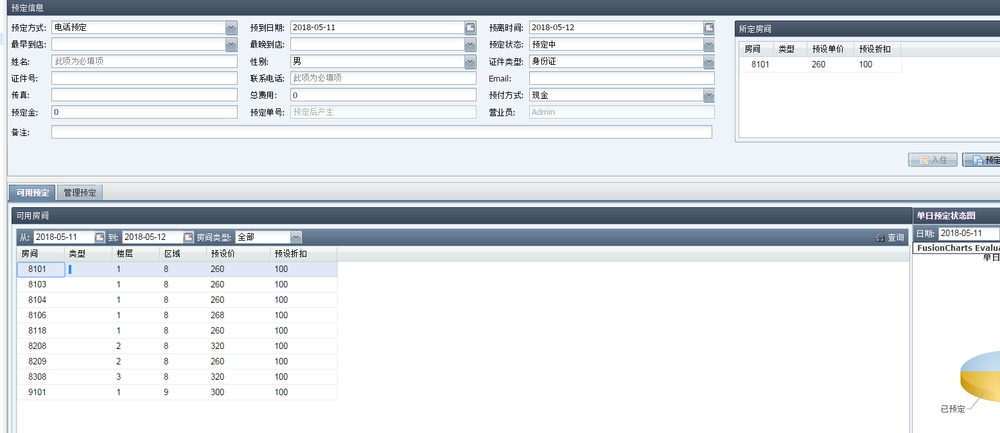 预定信息
预定方式: 电话预定 预到日期: 2018-05-11 预离时间: 2018-05-12
最早到店: 最晚到店: 预定状态: 预定中
姓名: 此项为必填项 性别: 男 证件类型: 身份证
证件号: 联系电话: 此项为必填项 Email:
传真: 总费用: 0 预付方式: 现金
预定金: 0 预定单号: 预定后产生 营业员: Admin
备注:
所定房间
房间 类型 预设单价 预设折扣
8101 260 100
入住 预定
可用预定 管理预定
可用房间
从: 2018-05-11 到: 2018-05-12 房间类型: 全部 查询
房间 类型 楼层 区域 预设价 预设折扣
8101 1 8 260 100
8103 1 8 260 100
8104 1 8 260 100
8106 1 8 268 100
8118 1 8 260 100
8208 2 8 320 100
8209 2 8 260 100
8308 3 8 320 100
9101 1 9 300 100
单日预定状态图
日期: 2018-05-11
FusionCharts Evalua
单日
已预定